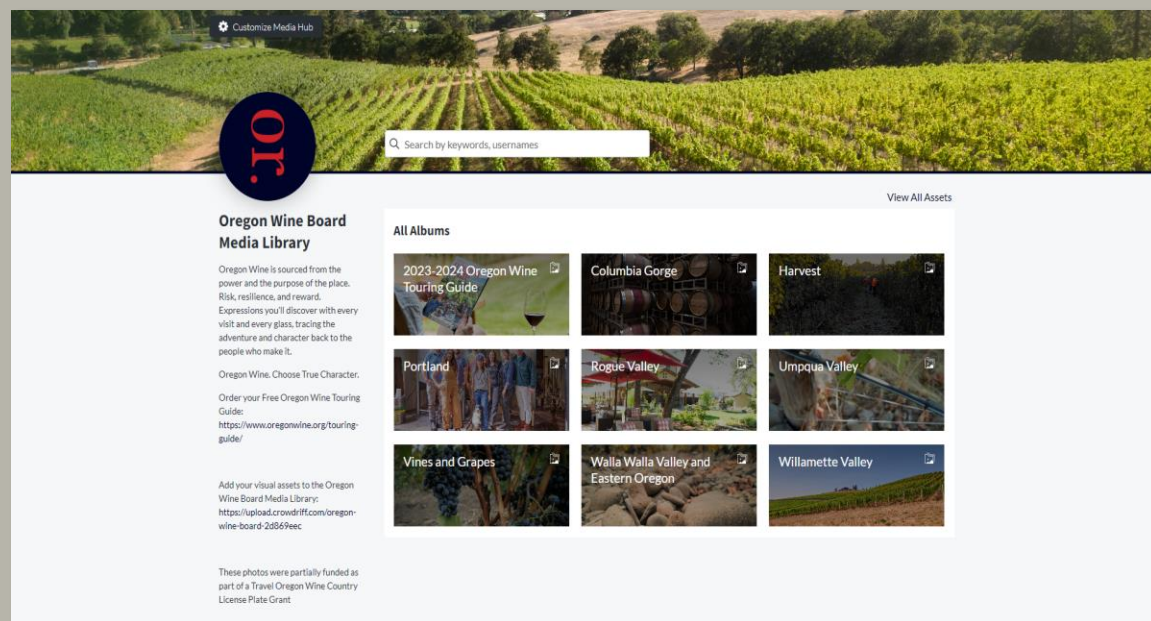 Customize Media Hub
or.
Search by keywords, usernames
View All Assets
Oregon Wine Board
Media Library
Oregon Wine is sourced from the
power and the purpose of the place.
Risk, resilience, and reward.
Expressions you'll discover with every
visit and every glass, tracing the
adventure and character back to the
people who make it.
Oregon Wine. Choose True Character.
Order your Free Oregon Wine Touring
Guide:
https://www.oregonwine.org/touring-
guide/
Add your visual assets to the Oregon
Wine Board Media Library:
https://upload.crowdriff.com/oregon-
wine-board-2d869eec
These photos were partially funded as
part of a Travel Oregon Wine Country
License Plate Grant
All Albums
2023-2024 Oregon Wine
Touring Guide
Columbia Gorge
Harvest
Portland
Rogue Valley
Umpqua Valley
Vines and Grapes
Walla Walla Valley and
Eastern Oregon
Willamette Valley